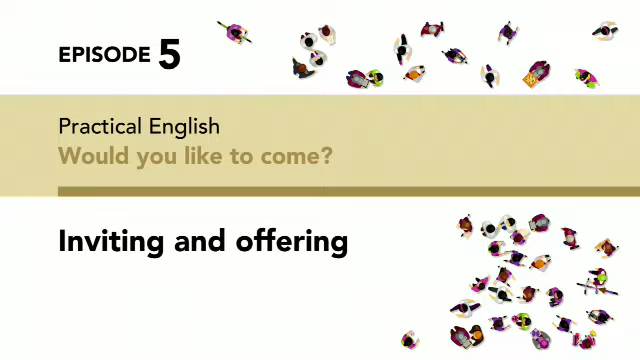 EPISODE 5
Practical English
Would you like to come?
Inviting and offering